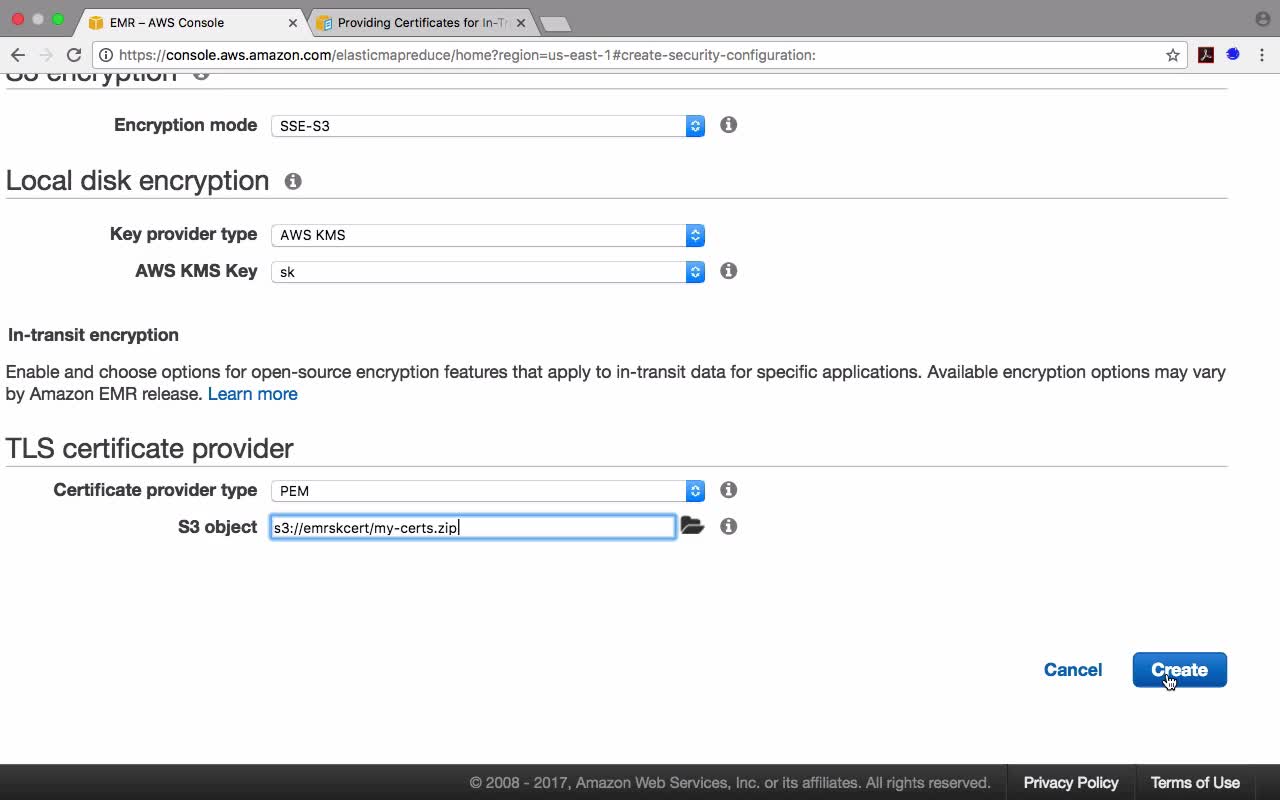 EMR – AWS Console
Providing Certificates for In-Tr
https://console.aws.amazon.com/elasticmapreduce/home?region=us-east-1#create-security-configuration:
S3 encryption
Encryption mode SSE-S3
Local disk encryption
Key provider type AWS KMS
AWS KMS Key sk
In-transit encryption
Enable and choose options for open-source encryption features that apply to in-transit data for specific applications. Available encryption options may vary
by Amazon EMR release. Learn more
TLS certificate provider
Certificate provider type PEM
S3 object s3://emrskcert/my-certs.zip
Cancel Create
© 2008 - 2017, Amazon Web Services, Inc. or its affiliates. All rights reserved. Privacy Policy Terms of Use